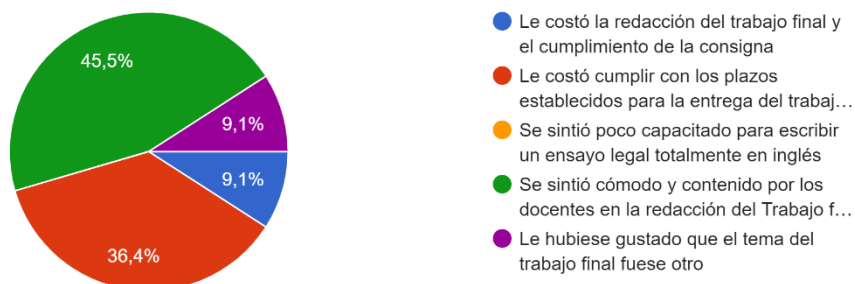 45,5%
9,1%
9,1%
36,4%
Le costó la redacción del trabajo final y
el cumplimiento de la consigna
Le costó cumplir con los plazos
establecidos para la entrega del trabaj…
Se sintió poco capacitado para escribir
un ensayo legal totalmente en inglés
Se sintió cómodo y contenido por los
docentes en la redacción del Trabajo f…
Le hubiese gustado que el tema del
trabajo final fuese otro